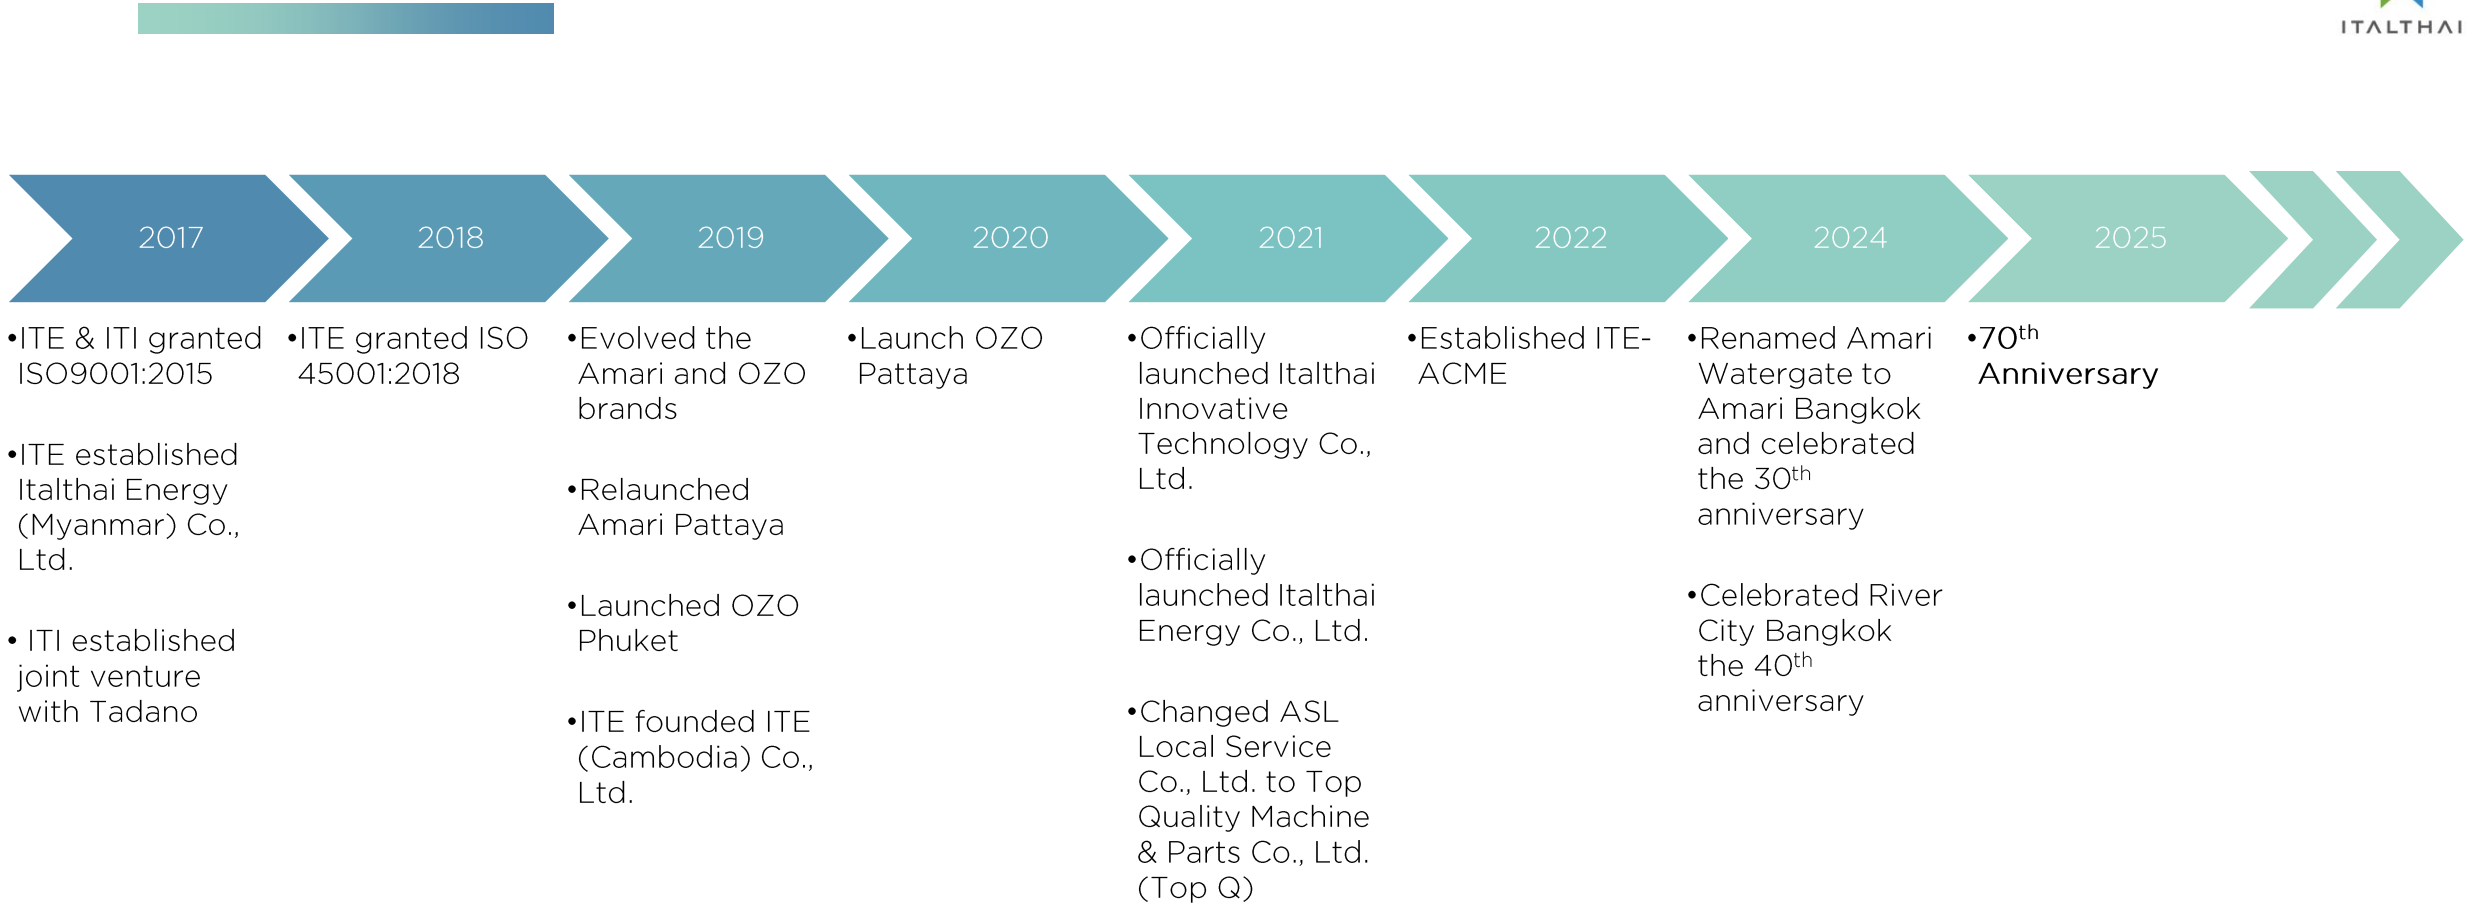 ITALTHAI
2017
2018
2019
2020
2021
2022
2024
2025
•ITE & ITI granted
ISO9001:2015
•ITE established
Italthai Energy
(Myanmar) Co.,
Ltd.
• ITI established
joint venture
with Tadano
•ITE granted ISO
45001:2018
•Evolved the
Amari and OZO
brands
•Relaunched
Amari Pattaya
•Launched OZO
Phuket
•ITE founded ITE
(Cambodia) Co.,
Ltd.
•Launch OZO
Pattaya
•Officially
launched Italthai
Innovative
Technology Co.,
Ltd.
•Officially
launched Italthai
Energy Co., Ltd.
•Changed ASL
Local Service
Co., Ltd. to Top
Quality Machine
& Parts Co., Ltd.
(Top Q)
•Established ITE-
ACME
•Renamed Amari
Watergate to
Amari Bangkok
and celebrated
the 30th
anniversary
•Celebrated River
City Bangkok
the 40th
anniversary
•70th
Anniversary